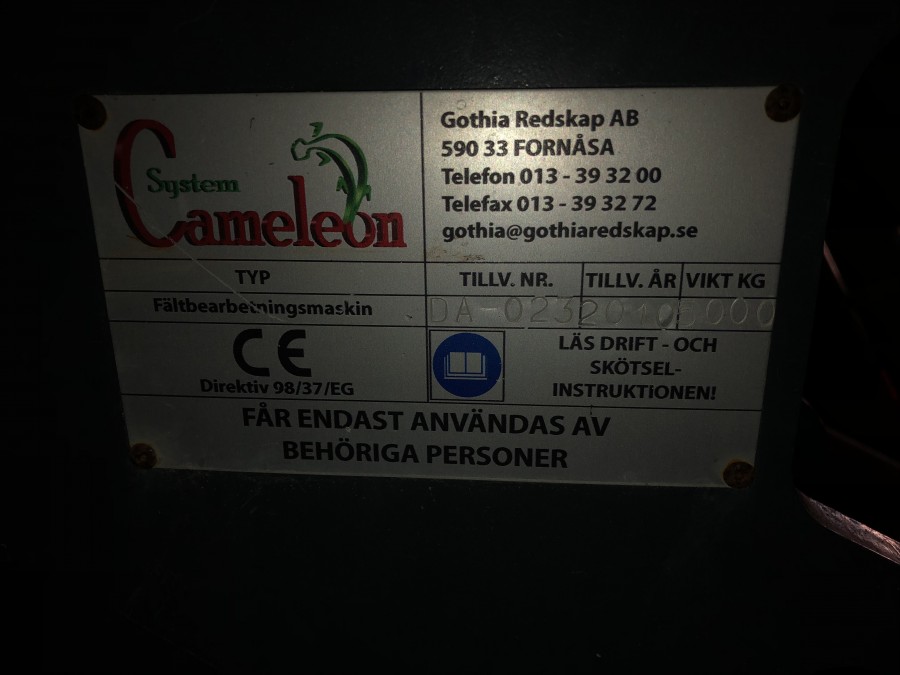 System
Cameleon
Gothia Redskap AB
590 33 FORNÅSA
Telefon 013 - 39 32 00
Telefax 013 - 39 32 72
gothia@gothiaredskap.se
TYP
TILLV. NR.
TILLV. ÅR
VIKT KG
Fältbearbetningsmaskin
DA-023
CE
Direktiv 98/37/EG
LÄS DRIFT - OCH
SKÖTSEL-
INSTRUKTIONEN!
FÅR ENDAST ANVÄNDAS AV
BEHÖRIGA PERSONER